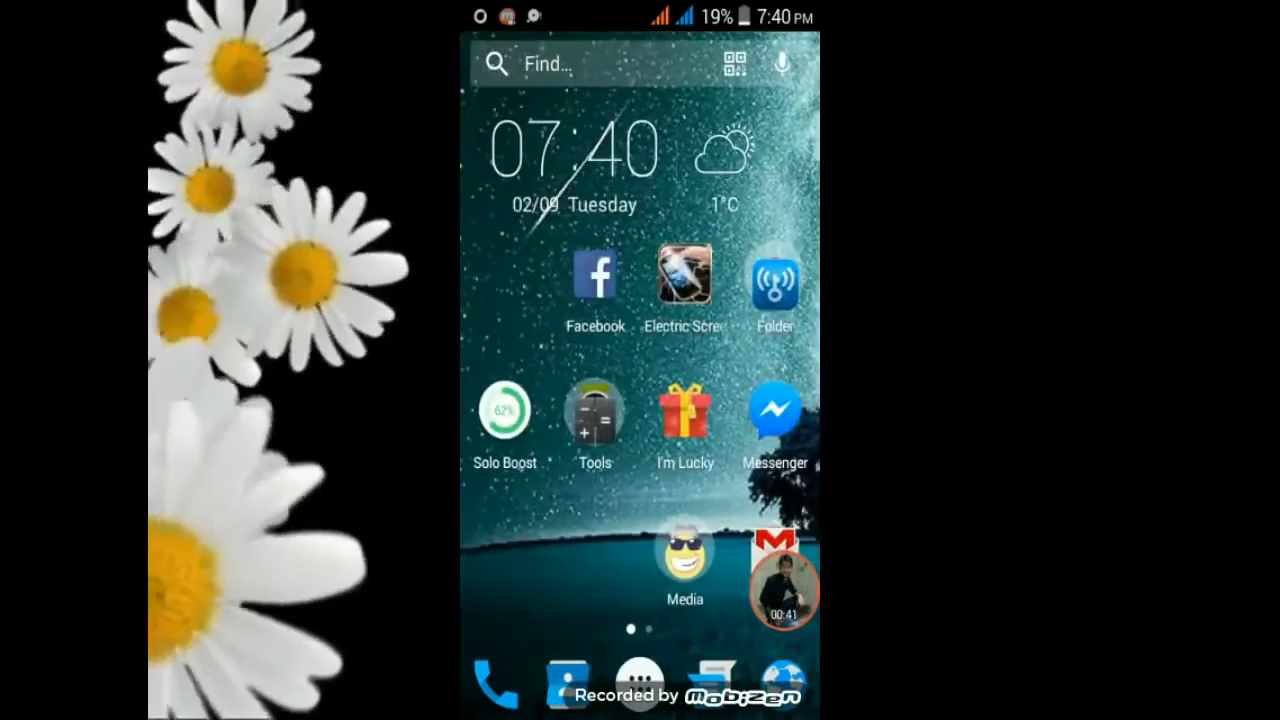 19% 7:40 PM
Find...
07:40
02/09 Tuesday 1°C
Facebook Electric Scre Folder
62%
Solo Boost Tools I'm Lucky Messenger
Media
00:41
Recorded by mobizen